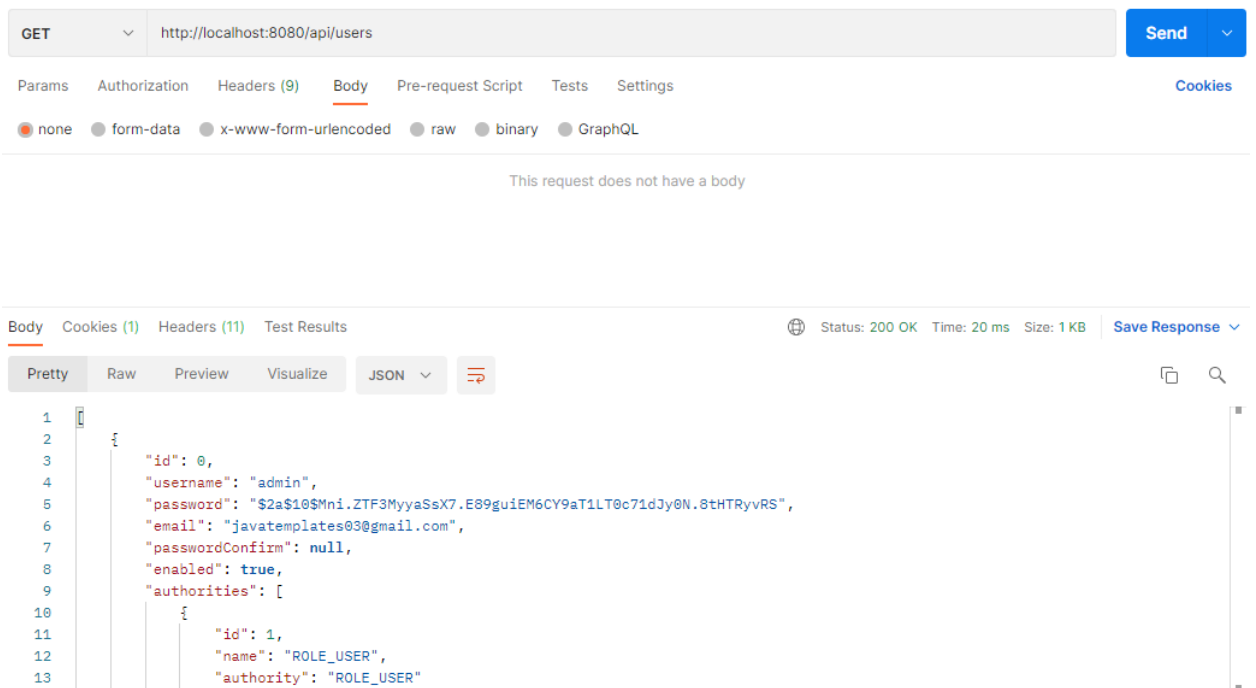 GET http://localhost:8080/api/users Send
Params Authorization Headers (9) Body Pre-request Script Tests Settings Cookies
none form-data x-www-form-urlencoded raw binary GraphQL
This request does not have a body
Body Cookies (1) Headers (11) Test Results Status: 200 OK Time: 20 ms Size: 1 KB Save Response
Pretty Raw Preview Visualize JSON
1 [
2 {
3 "id": 0,
4 "username": "admin",
5 "password": "$2a$10$Mni.ZTF3MyyaSsX7.E89guiEM6CY9aT1LT0c71dJy0N.8tHTRyvRS",
6 "email": "javatemplates03@gmail.com",
7 "passwordConfirm": null,
8 "enabled": true,
9 "authorities": [
10 {
11 "id": 1,
12 "name": "ROLE_USER",
13 "authority": "ROLE_USER"